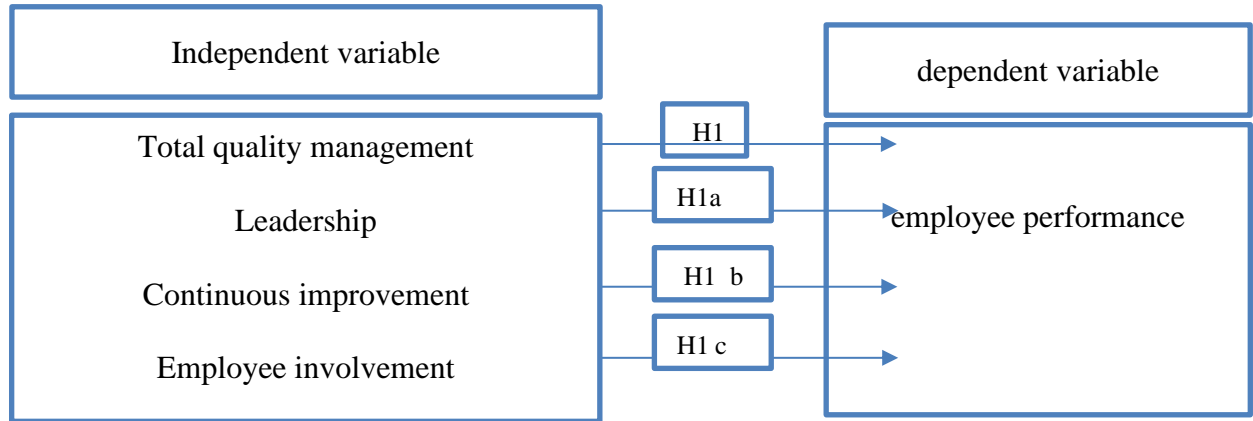 Independent variable
dependent variable
Total quality management
H1
Leadership
H1a
employee performance
Continuous improvement
H1 b
Employee involvement
H1 c